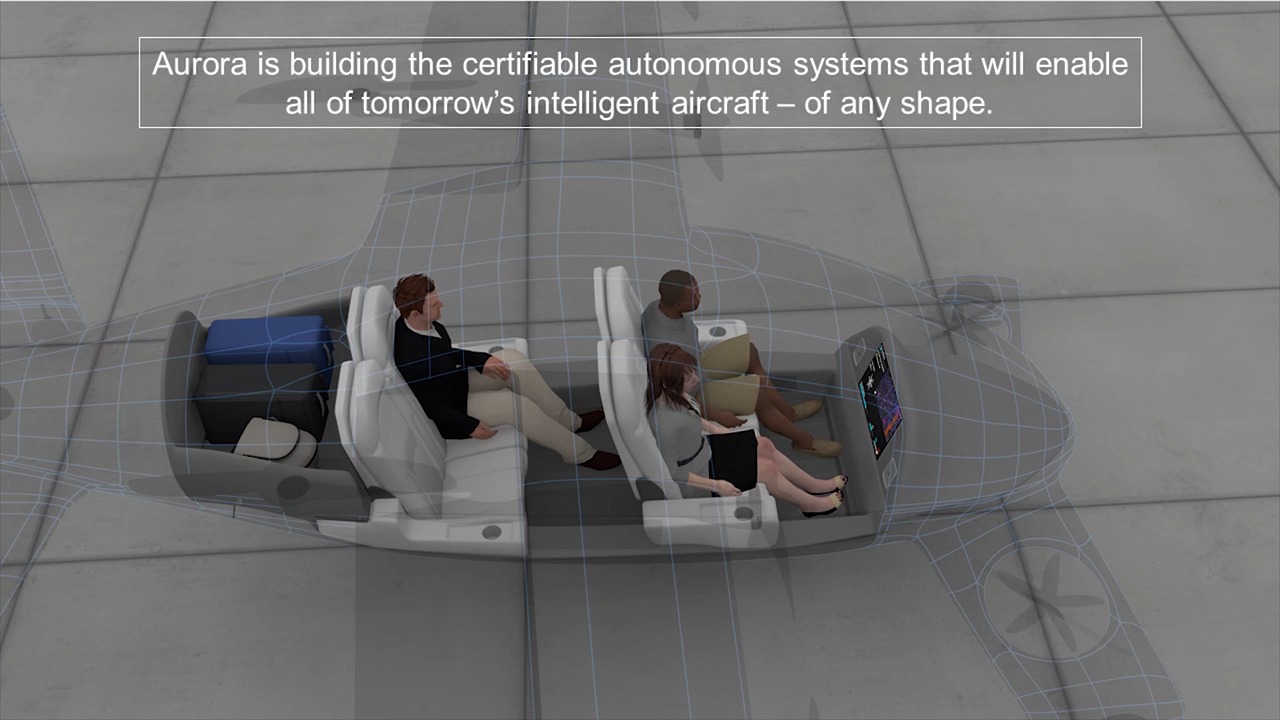 Aurora is building the certifiable autonomous systems that will enable
all of tomorrow’s intelligent aircraft – of any shape.